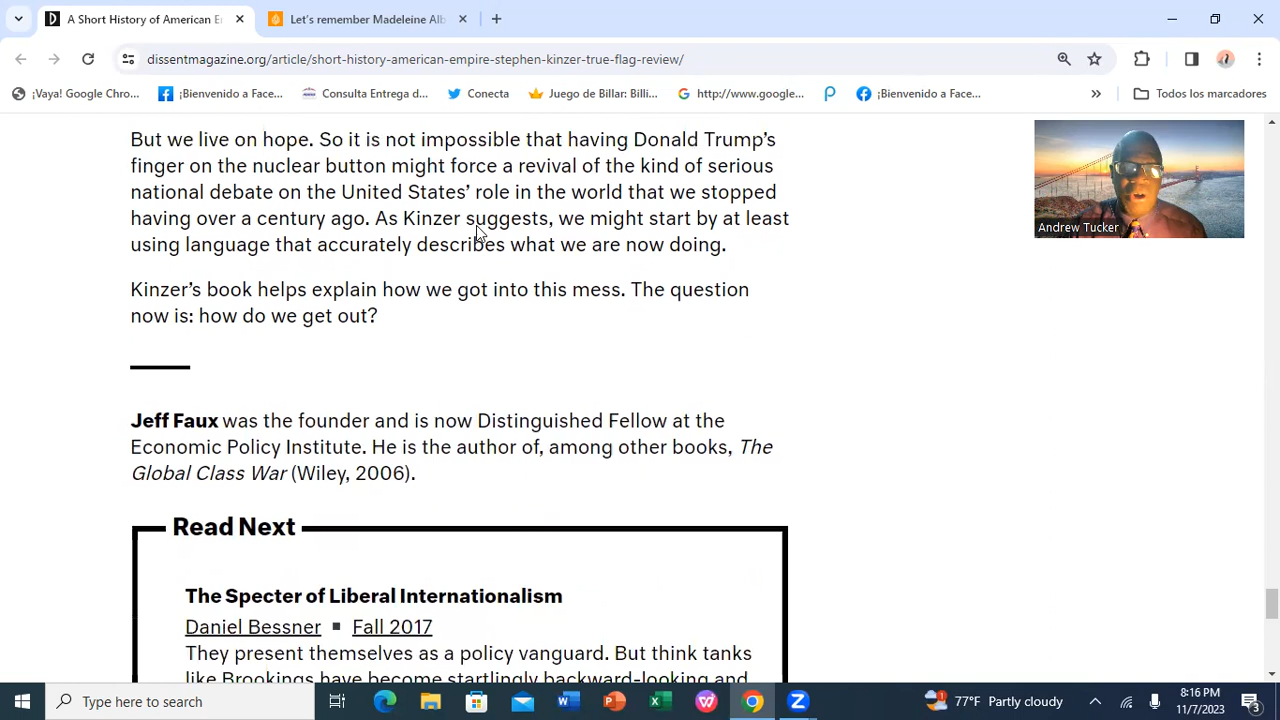 A Short History of American E
Let's remember Madeleine Alb
dissentmagazine.org/article/short-history-american-empire-stephen-kinzer-true-flag-review/
¡Vaya! Google Chro...
¡Bienvenido a Face...
Consulta Entrega d...
Conecta
Juego de Billar: Billi...
http://www.google...
¡Bienvenido a Face...
»
Todos los marcadores
But we live on hope. So it is not impossible that having Donald Trump's
finger on the nuclear button might force a revival of the kind of serious
national debate on the United States' role in the world that we stopped
having over a century ago. As Kinzer suggests, we might start by at least
using language that accurately describes what we are now doing.
Kinzer's book helps explain how we got into this mess. The question
now is: how do we get out?
Andrew Tucker
Jeff Faux was the founder and is now Distinguished Fellow at the
Economic Policy Institute. He is the author of, among other books, The
Global Class War (Wiley, 2006).
Read Next
The Specter of Liberal Internationalism
Daniel Bessner ▪ Fall 2017
They present themselves as a policy vanguard. But think tanks
like Brookings have become startlingly backward-looking and
Type here to search
77°F Partly cloudy
8:16 PM
11/7/2023
3